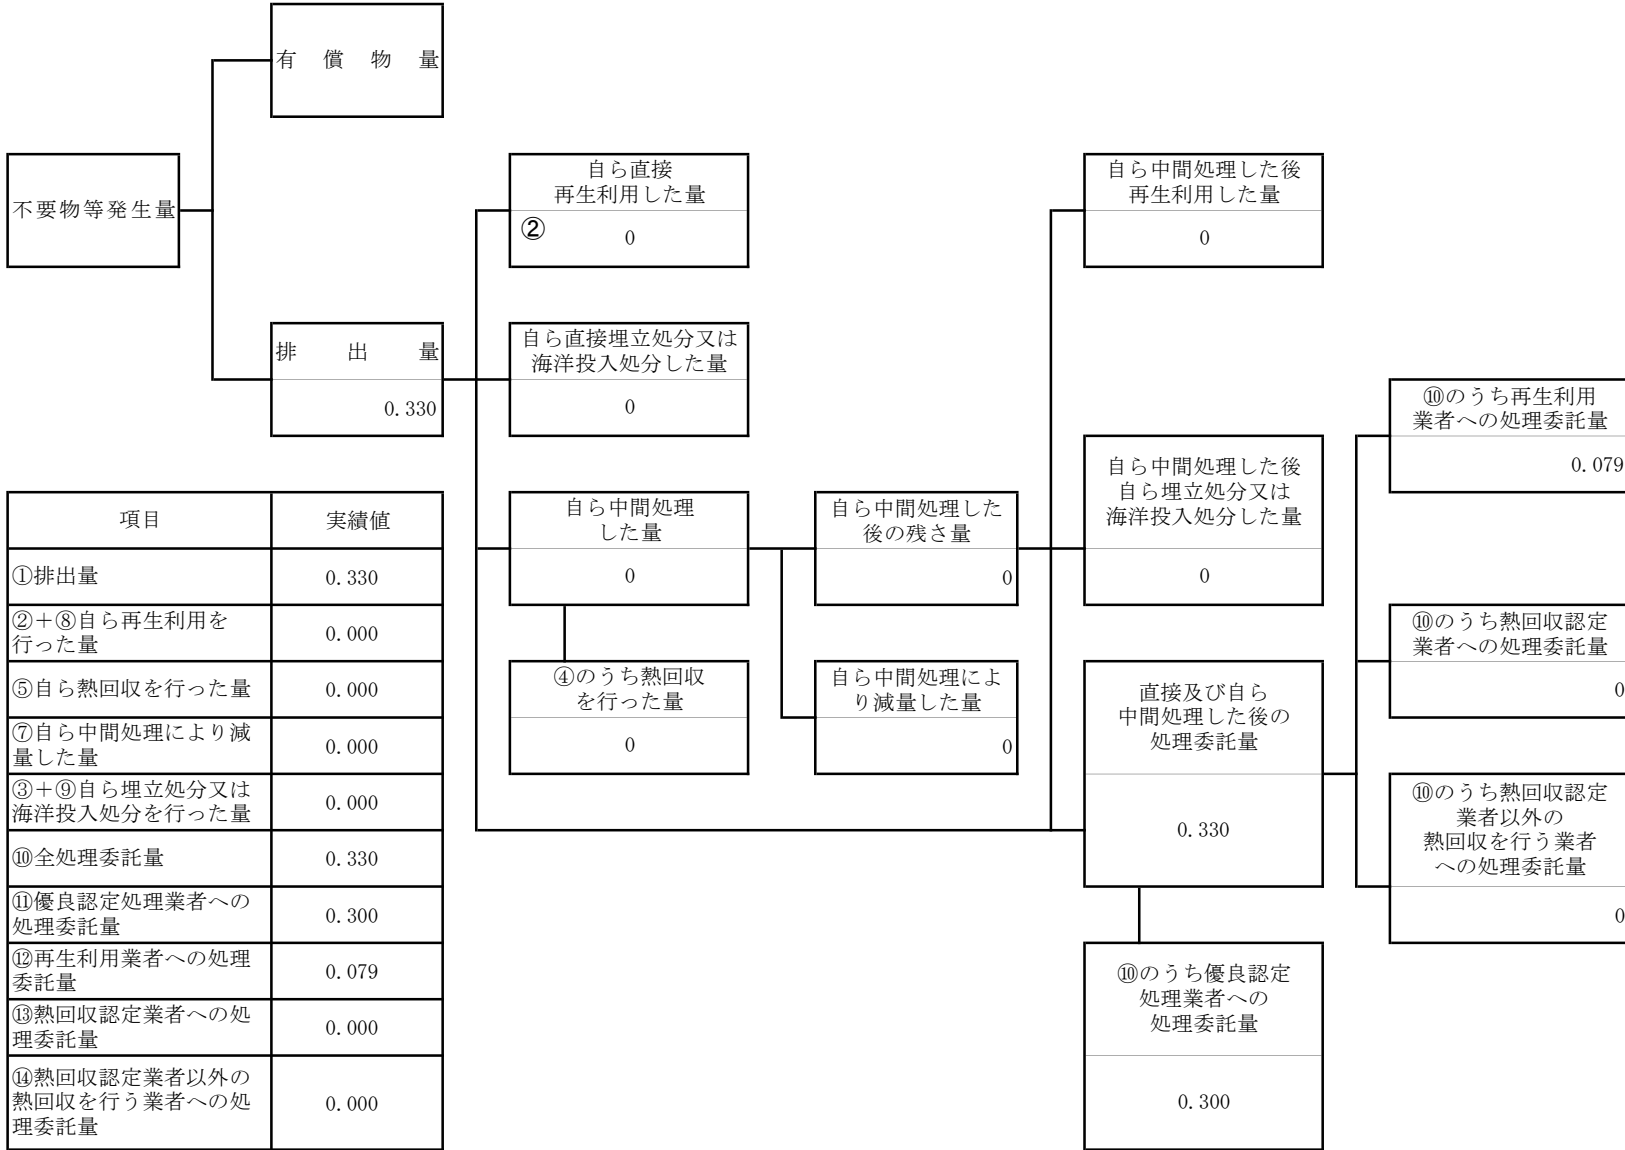 有償物量
不要物等発生量
排出量
0.330
自ら直接
再生利用した量
②
0
自ら直接埋立処分又は
海洋投入処分した量
0
自ら中間処理
した量
0
④のうち熱回収
を行った量
0
自ら中間処理した
後の残さ量
0
自ら中間処理によ
り減量した量
0
自ら中間処理した後
再生利用した量
0
自ら中間処理した後
自ら埋立処分又は
海洋投入処分した量
0
直接及び自ら
中間処理した後の
処理委託量
0.330
⑩のうち優良認定
処理業者への
処理委託量
0.300
⑩のうち再生利用
業者への処理委託量
0.079
⑩のうち熱回収認定
業者への処理委託量
0
⑩のうち熱回収認定
業者以外の
熱回収を行う業者
への処理委託量
0
項目 実績値
①排出量 0.330
②+⑧自ら再生利用を
行った量 0.000
⑤自ら熱回収を行った量 0.000
⑦自ら中間処理により減
量した量 0.000
③+⑨自ら埋立処分又は
海洋投入処分を行った量 0.000
⑩全処理委託量 0.330
⑪優良認定処理業者への
処理委託量 0.300
⑫再生利用業者への処理
委託量 0.079
⑬熱回収認定業者への処
理委託量 0.000
⑭熱回収認定業者以外の
熱回収を行う業者への処
理委託量 0.000